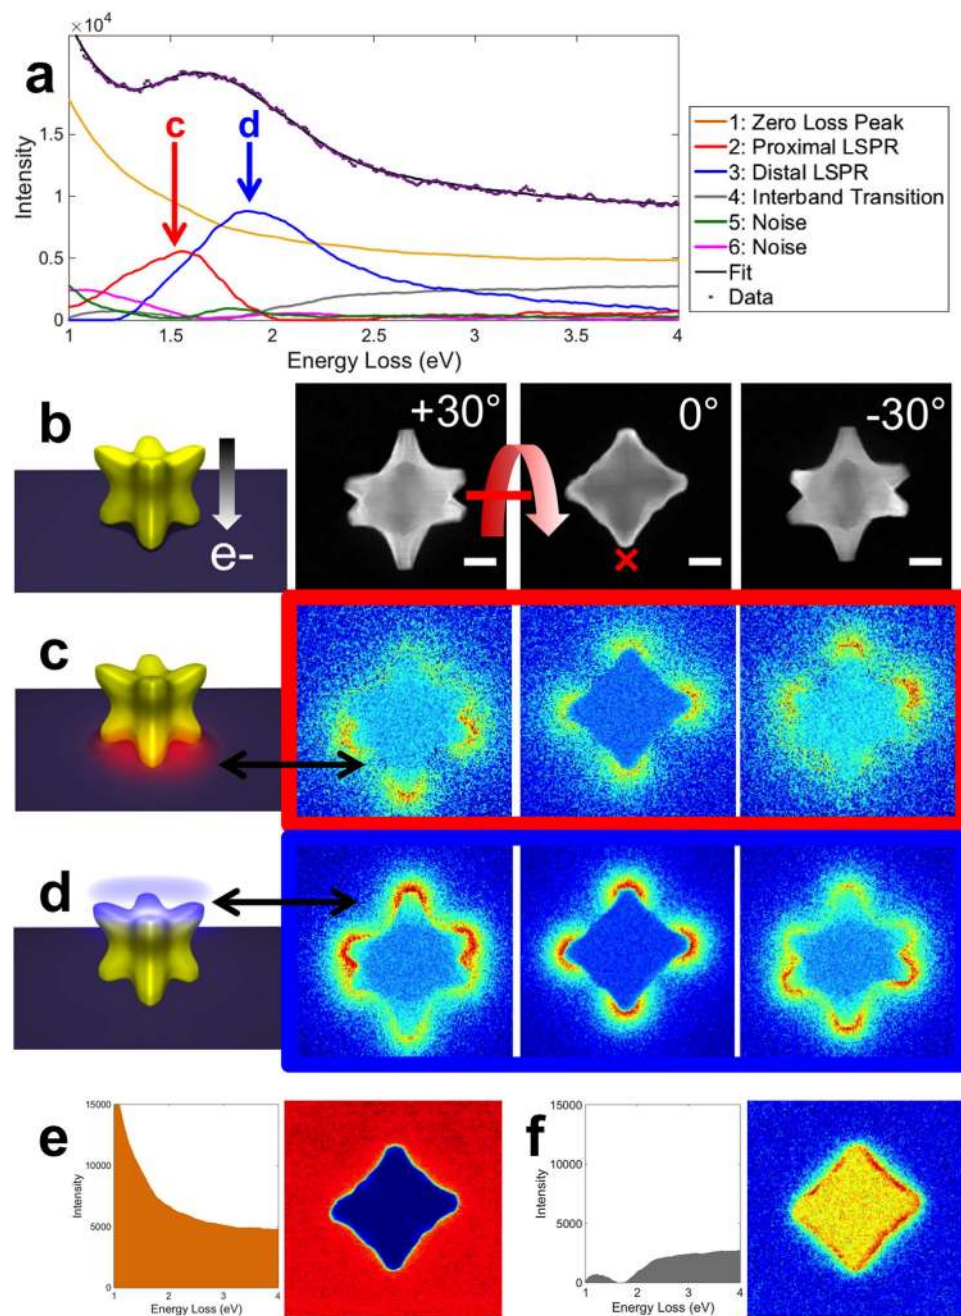 a
×10⁴
1.5
1
0.5
0
Intensity
c
d
1
1.5
2
2.5
3
3.5
4
Energy Loss (eV)
1: Zero Loss Peak
2: Proximal LSPR
3: Distal LSPR
4: Interband Transition
5: Noise
6: Noise
Fit
Data
b
e-
+30°
0°
-30°
c
d
e
15000
10000
5000
0
Intensity
1
2
3
4
Energy Loss (eV)
f
15000
10000
5000
0
Intensity
1
2
3
4
Energy Loss (eV)